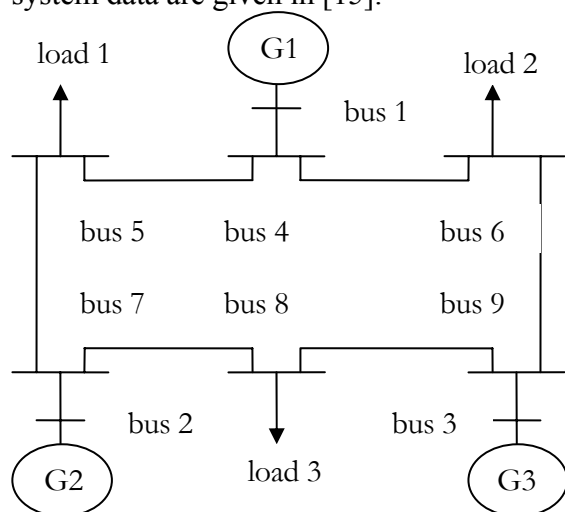 system data are given in [15].
G1
load 1
load 2
bus 1
bus 5 bus 4 bus 6
bus 7 bus 8 bus 9
bus 2 bus 3
load 3
G2 G3